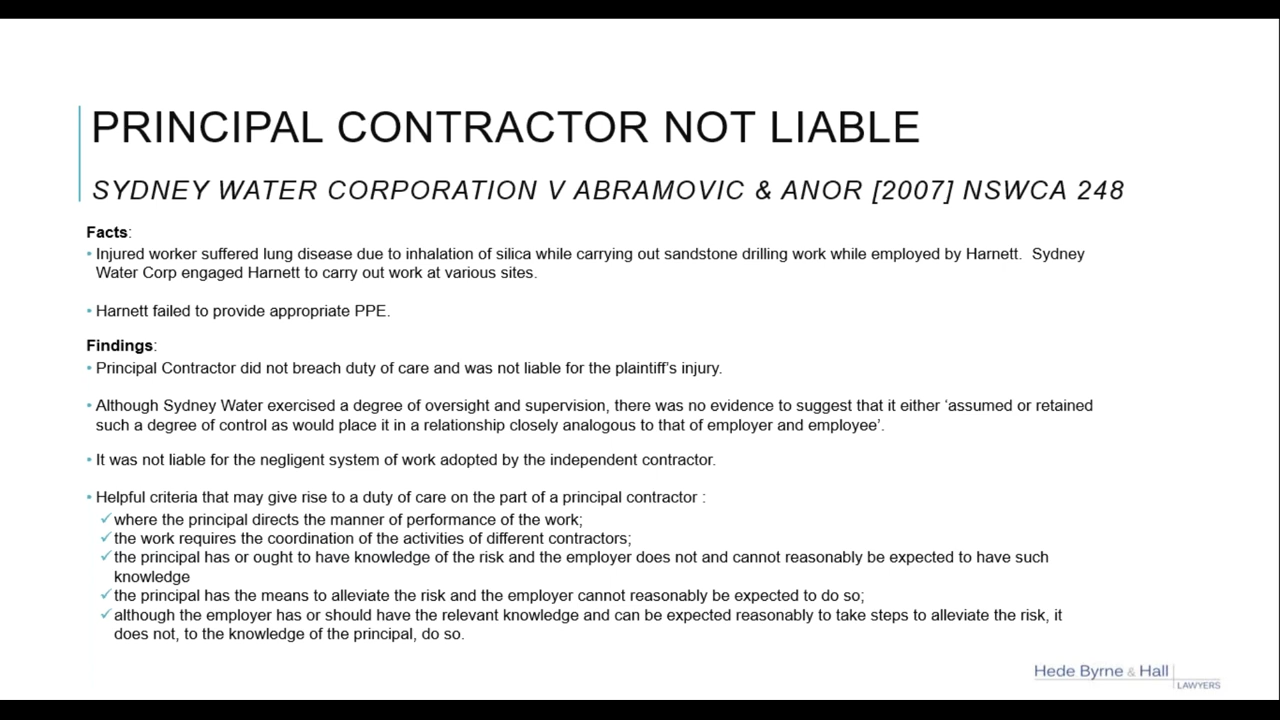 PRINCIPAL CONTRACTOR NOT LIABLE
SYDNEY WATER CORPORATION V ABRAMOVIC & ANOR [2007] NSWCA 248
Facts:
• Injured worker suffered lung disease due to inhalation of silica while carrying out sandstone drilling work while employed by Harnett.  Sydney
Water Corp engaged Harnett to carry out work at various sites.
• Harnett failed to provide appropriate PPE.
Findings:
• Principal Contractor did not breach duty of care and was not liable for the plaintiff’s injury.
• Although Sydney Water exercised a degree of oversight and supervision, there was no evidence to suggest that it either ‘assumed or retained
such a degree of control as would place it in a relationship closely analogous to that of employer and employee’.
• It was not liable for the negligent system of work adopted by the independent contractor.
• Helpful criteria that may give rise to a duty of care on the part of a principal contractor :
✓ where the principal directs the manner of performance of the work;
✓ the work requires the coordination of the activities of different contractors;
✓ the principal has or ought to have knowledge of the risk and the employer does not and cannot reasonably be expected to have such
knowledge
✓ the principal has the means to alleviate the risk and the employer cannot reasonably be expected to do so;
✓ although the employer has or should have the relevant knowledge and can be expected reasonably to take steps to alleviate the risk, it
does not, to the knowledge of the principal, do so.
Hede Byrne & Hall
LAWYERS